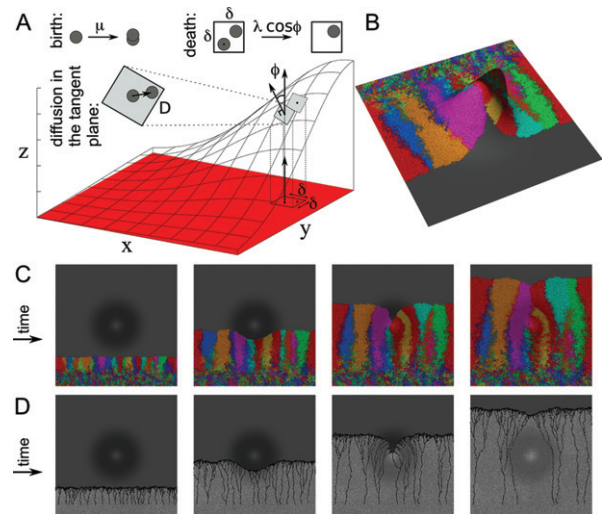 A
birth:
μ
death:
δ
δ
λ cosϕ
diffusion in
the tangent
plane:
D
ϕ
z
δ
δ
x
y
B
C
time
D
time